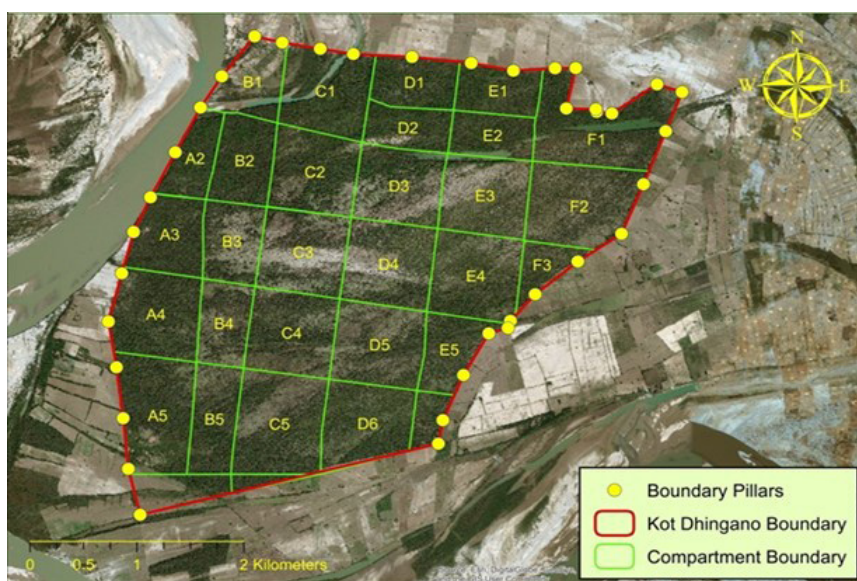 N
W E
S
B1
C1
D1
E1
F1
A2
B2
C2
D2
E2
F2
A3
B3
C3
D3
E3
F3
A4
B4
C4
D4
E4
A5
B5
C5
D5
E5
D6
0 0.5 1 2 Kilometers
Boundary Pillars
Kot Dhingano Boundary
Compartment Boundary